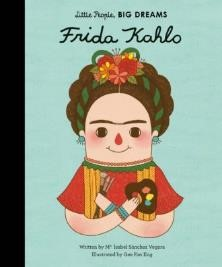 Little People, BIG DREAMS
Frida Kahlo
Written by Mª Isabel Sánchez Vegara
Illustrated by Gee Fan Eng